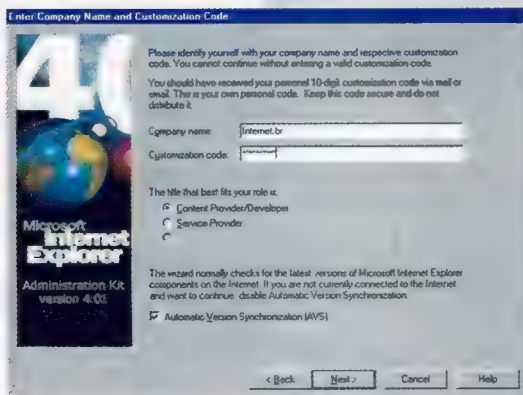 Enter Company Name and Customization Code
4.0
Please identify yourself with your company name and respective customization
code. You cannot continue without entering a valid customization code.
You should have received your personal 10-digit customization code via mail or
email. This is your own personal code. Keep this code secure and do not
distribute it.
Company name: Internet.br
Customization code: **********
The title that best fits your role is:
Content Provider/Developer
Service Provider
Microsoft
Internet
Explorer
Administration Kit
version 4.01
The wizard normally checks for the latest versions of Microsoft Internet Explorer
components on the Internet. If you are not currently connected to the Internet
and want to continue, disable Automatic Version Synchronization.
Automatic Version Synchronization (AVS)
< Back
Next >
Cancel
Help